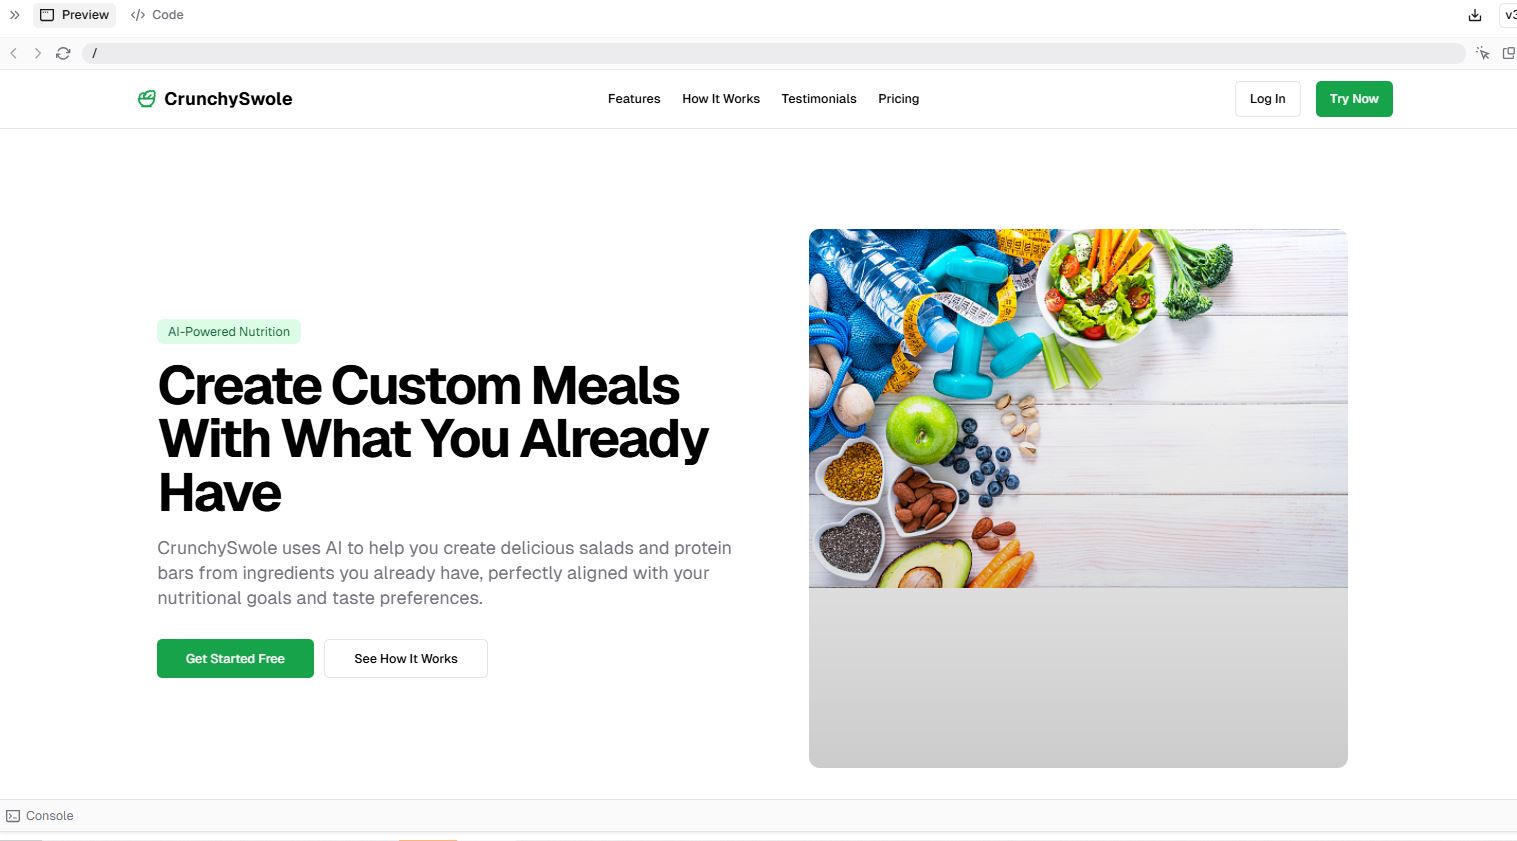 Preview
Code
v3
/
CrunchySwole
Features
How It Works
Testimonials
Pricing
Log In
Try Now
AI-Powered Nutrition
Create Custom Meals
With What You Already
Have
CrunchySwole uses AI to help you create delicious salads and protein
bars from ingredients you already have, perfectly aligned with your
nutritional goals and taste preferences.
Get Started Free
See How It Works
Console